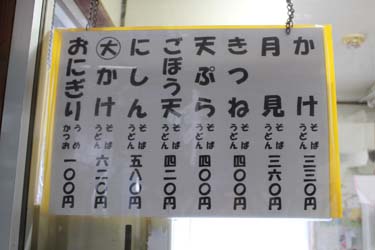 かけ そば うどん 三三〇円
月見 そば うどん 三六〇円
きつね そば うどん 四〇〇円
天ぷら そば うどん 四〇〇円
ごぼう天 そば うどん 四二〇円
にしん そば うどん 五八〇円
大かけ そば うどん 六二〇円
おにぎり うめ かつお 一〇〇円